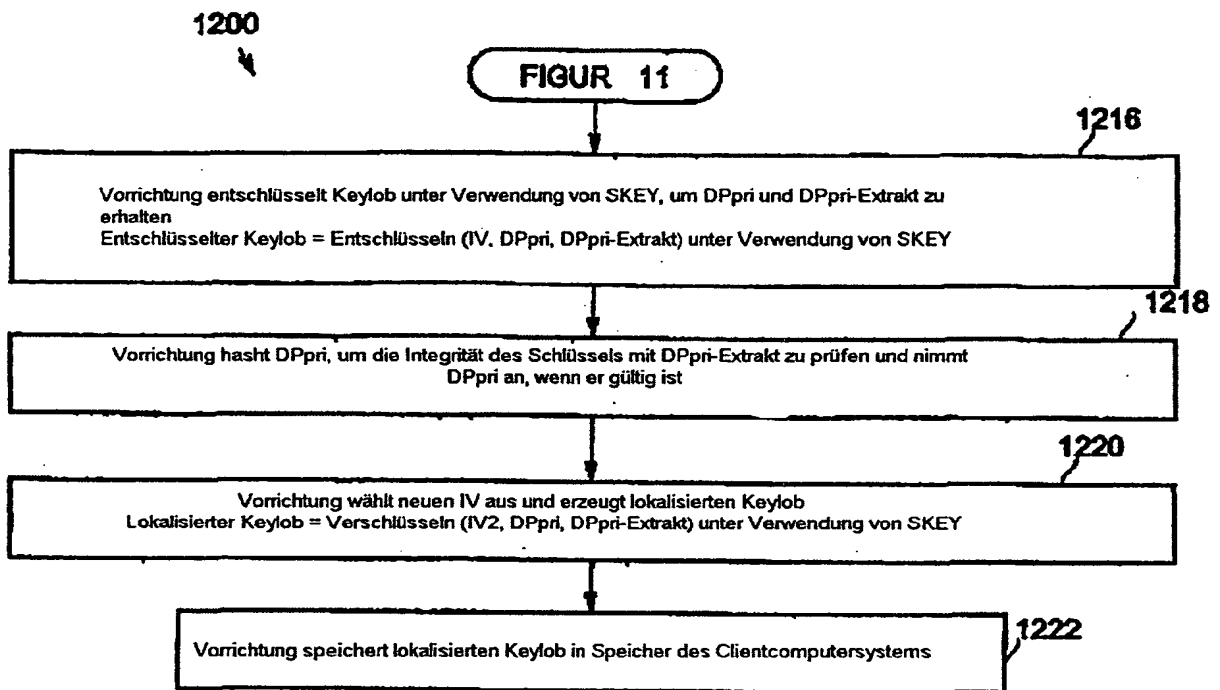 1200
FIGUR 11
1216
Vorrichtung entschlüsselt Keylob unter Verwendung von SKEY, um DPpri und DPpri-Extrakt zu
erhalten
Entschlüsselter Keylob = Entschlüsseln (IV, DPpri, DPpri-Extrakt) unter Verwendung von SKEY
1218
Vorrichtung hasht DPpri, um die Integrität des Schlüssels mit DPpri-Extrakt zu prüfen und nimmt
DPpri an, wenn er gültig ist
1220
Vorrichtung wählt neuen IV aus und erzeugt lokalisierten Keylob
Lokalisierter Keylob = Verschlüsseln (IV2, DPpri, DPpri-Extrakt) unter Verwendung von SKEY
1222
Vorrichtung speichert lokalisierten Keylob in Speicher des Clientcomputersystems